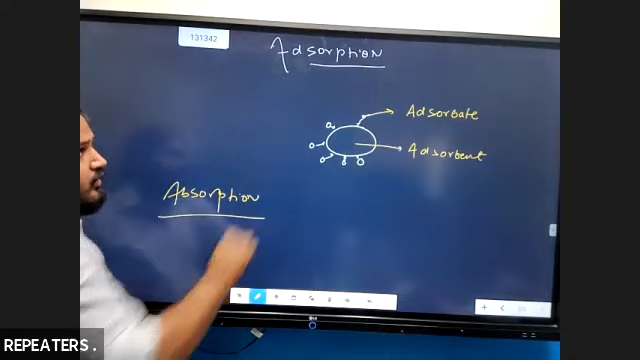 131342
Adsorption
Adsorbate
Adsorbent
Absorption
REPEATERS.